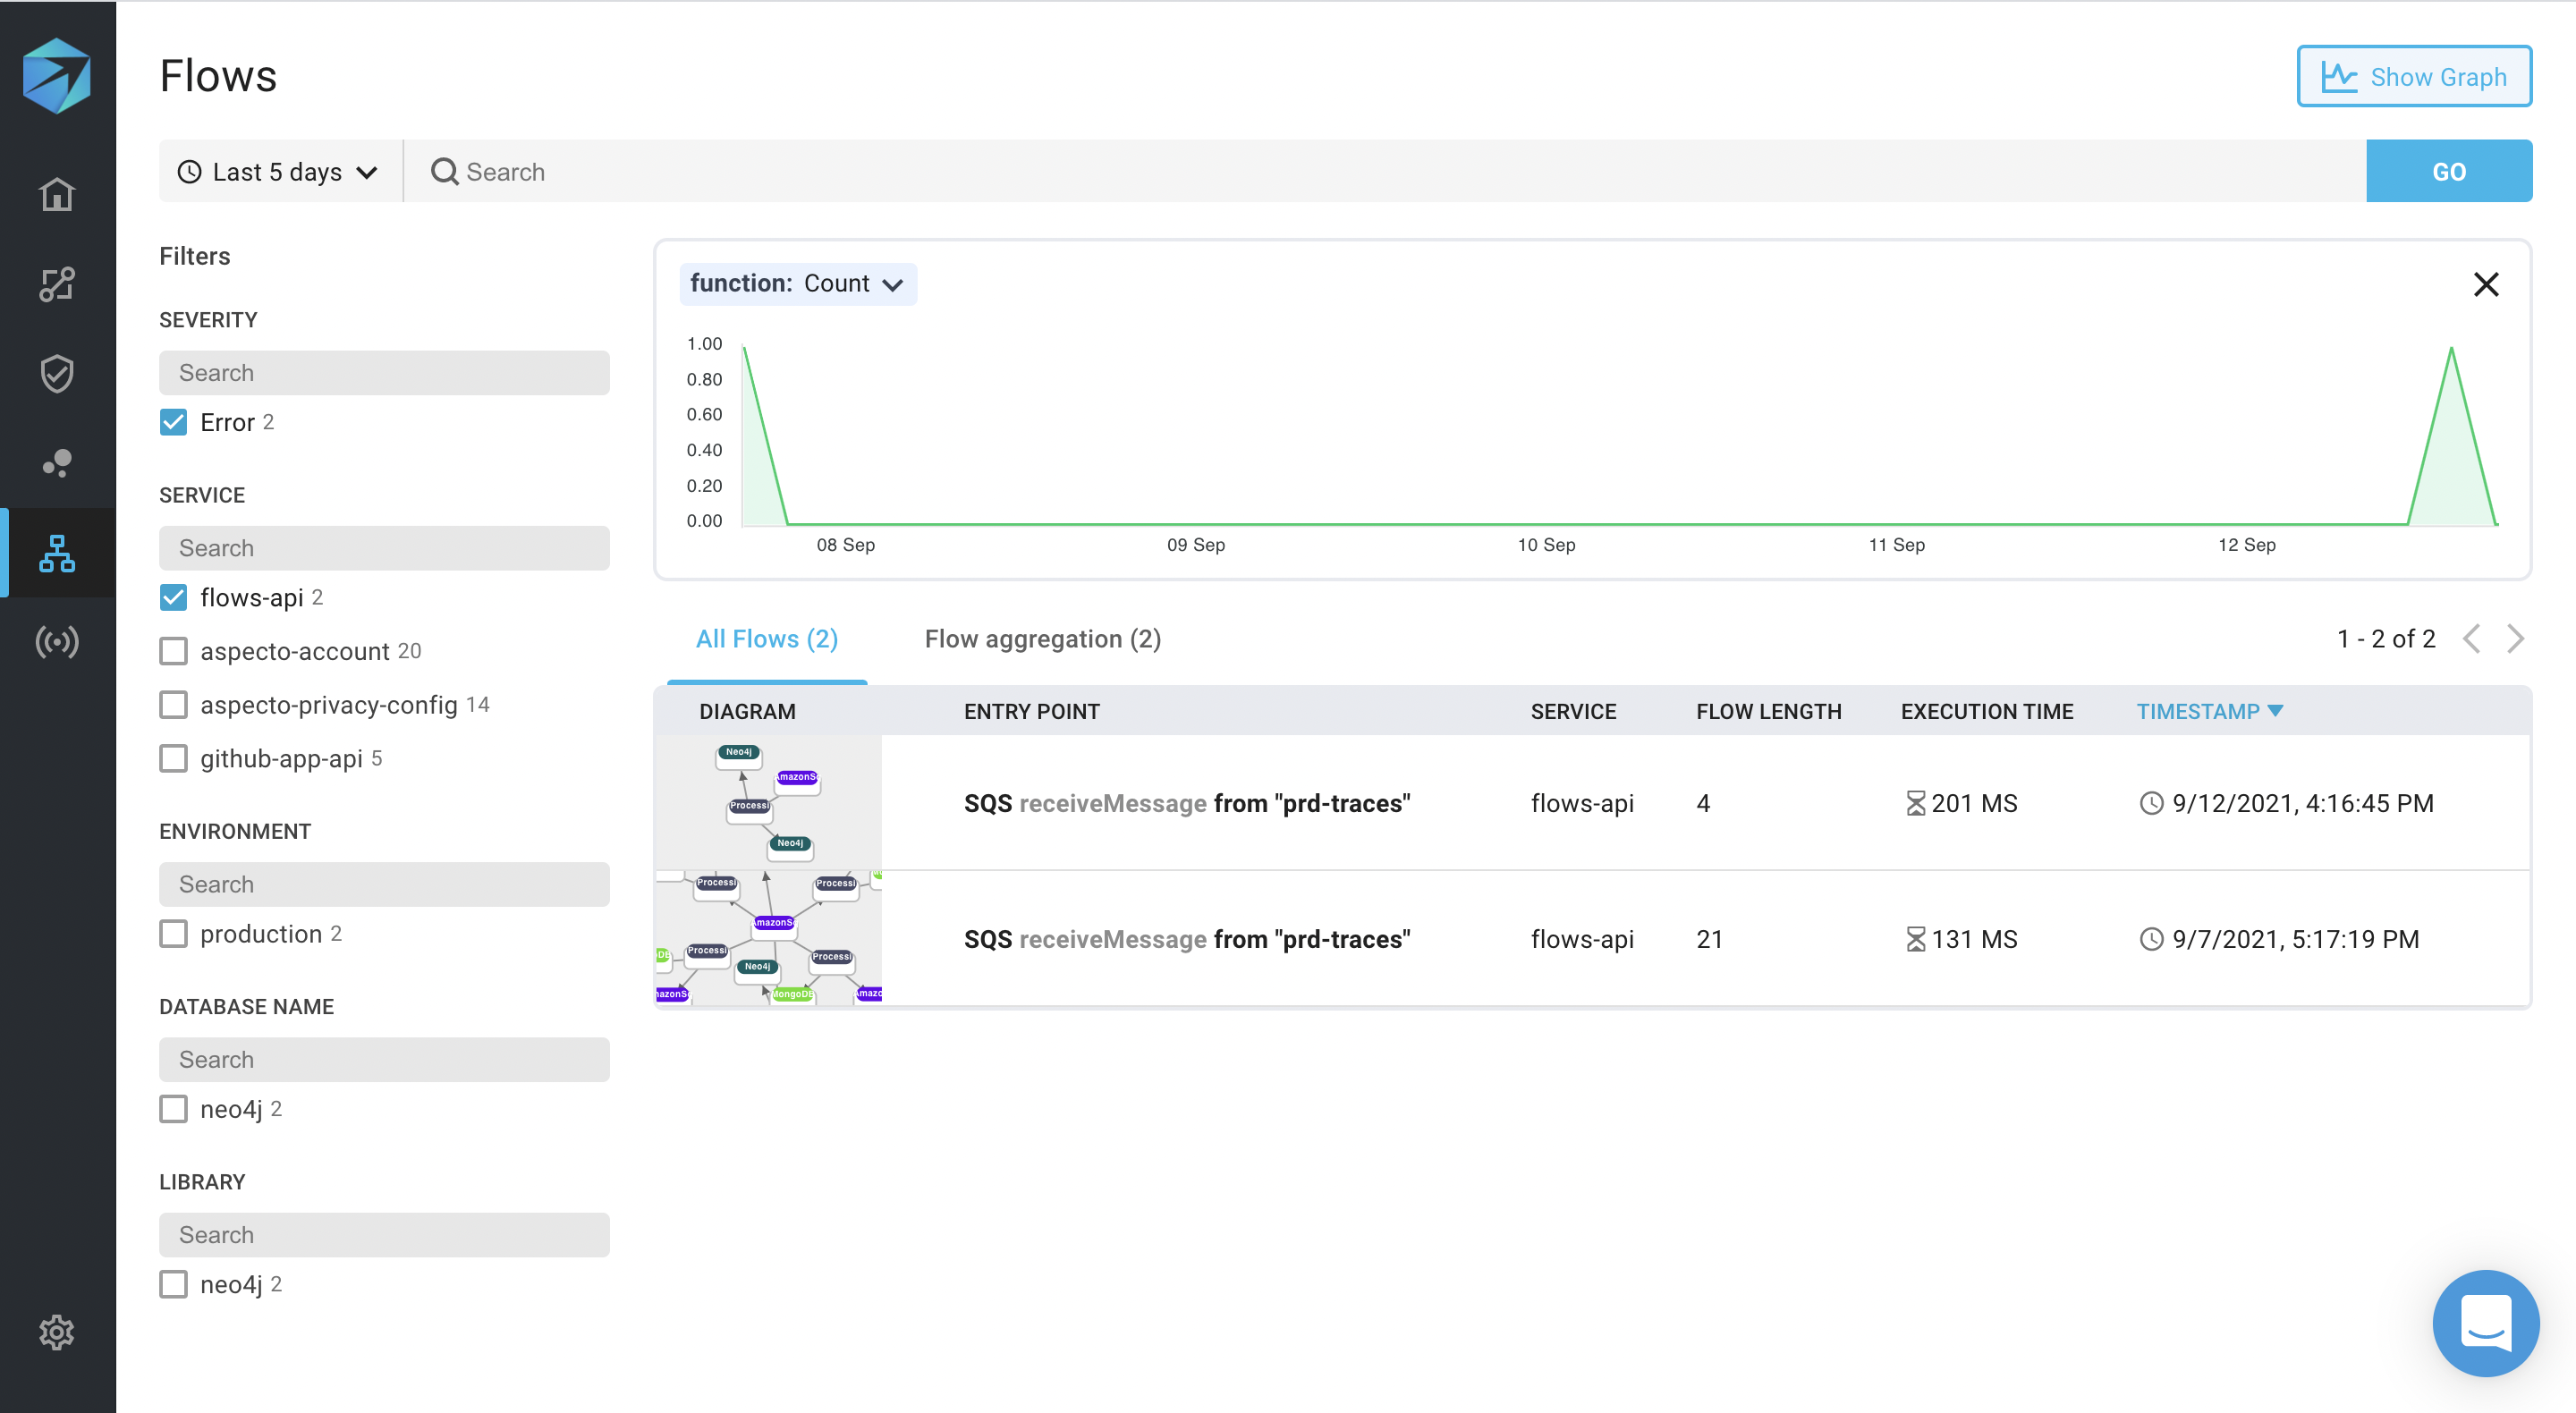 Flows
Show Graph
Last 5 days
Search
GO
Filters
SEVERITY
Search
Error 2
SERVICE
Search
flows-api 2
aspecto-account 20
aspecto-privacy-config 14
github-app-api 5
ENVIRONMENT
Search
production 2
DATABASE NAME
Search
neo4j 2
LIBRARY
Search
neo4j 2
function: Count
1.00
0.80
0.60
0.40
0.20
0.00
08 Sep 09 Sep 10 Sep 11 Sep 12 Sep
All Flows (2) Flow aggregation (2) 1 - 2 of 2
DIAGRAM ENTRY POINT SERVICE FLOW LENGTH EXECUTION TIME TIMESTAMP
Neo4j
AmazonS
Processi
Neo4j
SQS receiveMessage from "prd-traces" flows-api 4 201 MS 9/12/2021, 4:16:45 PM
Processi Processi
AmazonS
Processi Processi
Neo4j
MongoDB
SQS receiveMessage from "prd-traces" flows-api 21 131 MS 9/7/2021, 5:17:19 PM